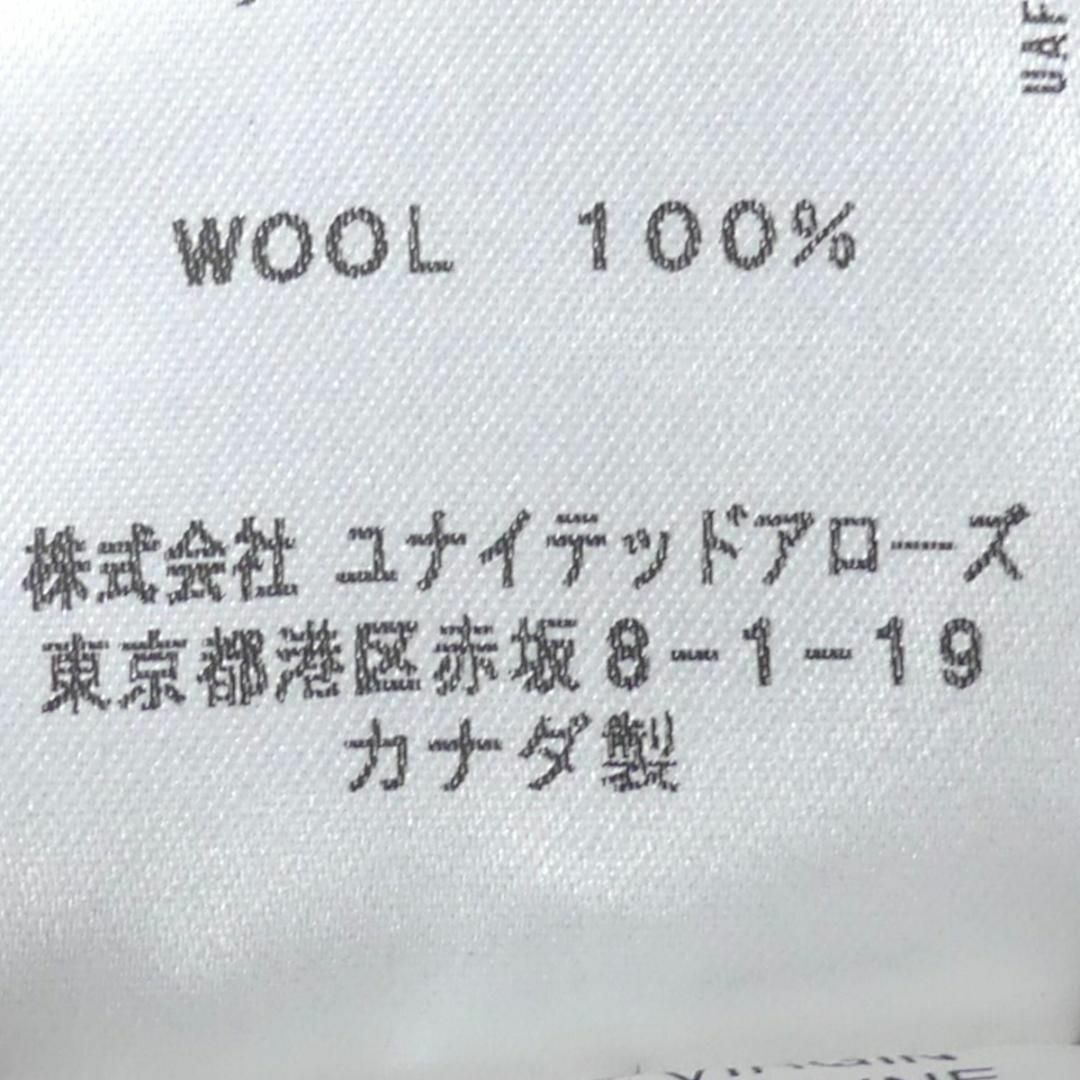 WOOL 100%
株式会社 ユナイテッドアローズ
東京都港区赤坂8-1-19
カナダ製